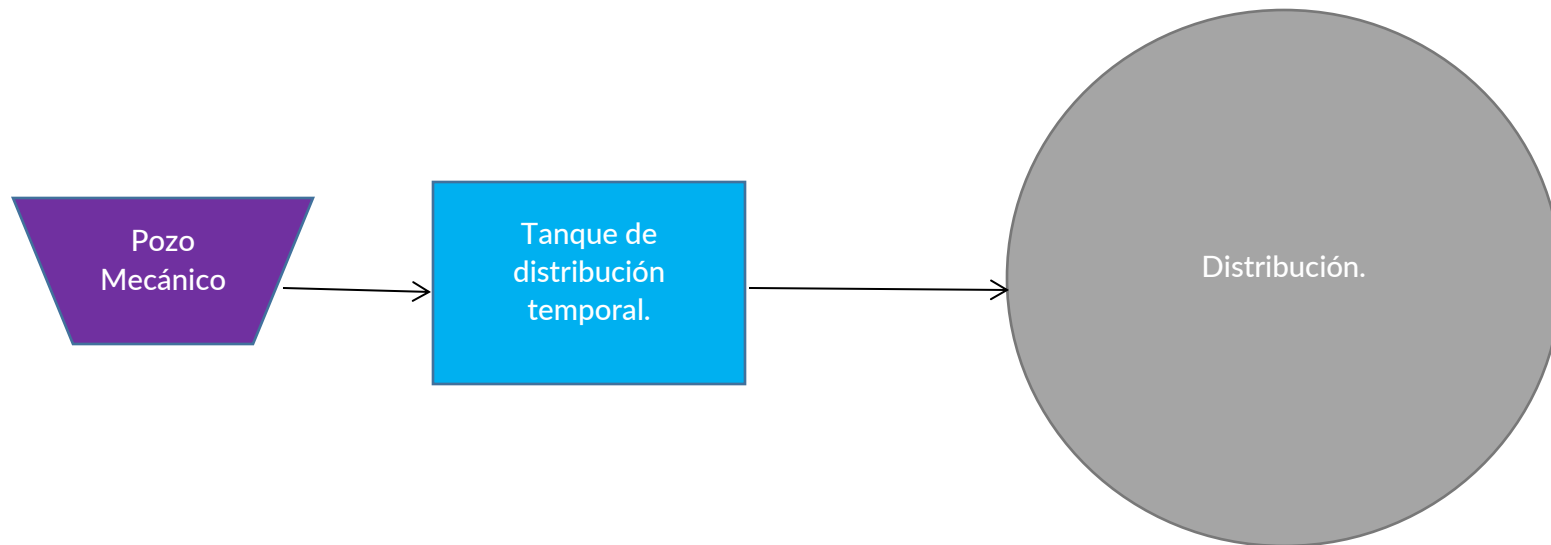 Pozo
Mecánico
Tanque de
distribución
temporal.
Distribución.